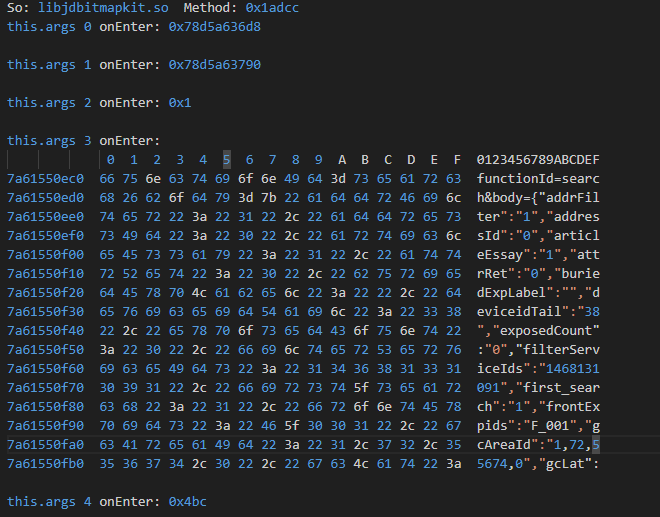 So: libjdbitmapkit.so  Method: 0x1adcc
this.args 0 onEnter: 0x78d5a636d8
this.args 1 onEnter: 0x78d5a63790
this.args 2 onEnter: 0x1
this.args 3 onEnter:
0  1  2  3  4  5  6  7  8  9  A  B  C  D  E  F  0123456789ABCDEF
7a61550ec0  66 75 6e 63 74 69 6f 6e 49 64 3d 73 65 61 72 63  functionId=searc
7a61550ed0  68 26 62 6f 64 79 3d 7b 22 61 64 64 72 46 69 6c  h&body={"addrFil
7a61550ee0  74 65 72 22 3a 22 31 22 2c 22 61 64 64 72 65 73  ter":"1","addres
7a61550ef0  73 49 64 22 3a 22 30 22 2c 22 61 72 74 69 63 6c  sId":"0","articl
7a61550f00  65 45 73 73 61 79 22 3a 22 31 22 2c 22 61 74 74  eEssay":"1","att
7a61550f10  72 52 65 74 22 3a 22 30 22 2c 22 62 75 72 69 65  rRet":"0","burie
7a61550f20  64 45 78 70 4c 61 62 65 6c 22 3a 22 22 2c 22 64  dExpLabel":"","d
7a61550f30  65 76 69 63 65 69 64 54 61 69 6c 22 3a 22 33 38  eviceidTail":"38
7a61550f40  22 2c 22 65 78 70 6f 73 65 64 43 6f 75 6e 74 22  ","exposedCount"
7a61550f50  3a 22 30 22 2c 22 66 69 6c 74 65 72 53 65 72 76  :"0","filterServ
7a61550f60  69 63 65 49 64 73 22 3a 22 31 34 36 38 31 33 31  iceIds":"1468131
7a61550f70  30 39 31 22 2c 22 66 69 72 73 74 5f 73 65 61 72  091","first_sear
7a61550f80  63 68 22 3a 22 31 22 2c 22 66 72 6f 6e 74 45 78  ch":"1","frontEx
7a61550f90  70 69 64 73 22 3a 22 46 5f 30 30 31 22 2c 22 67  pids":"F_001","g
7a61550fa0  63 41 72 65 61 49 64 22 3a 22 31 2c 37 32 2c 35  cAreaId":"1,72,5
7a61550fb0  35 36 37 34 2c 30 22 2c 22 67 63 4c 61 74 22 3a  5674,0","gcLat":
this.args 4 onEnter: 0x4bc